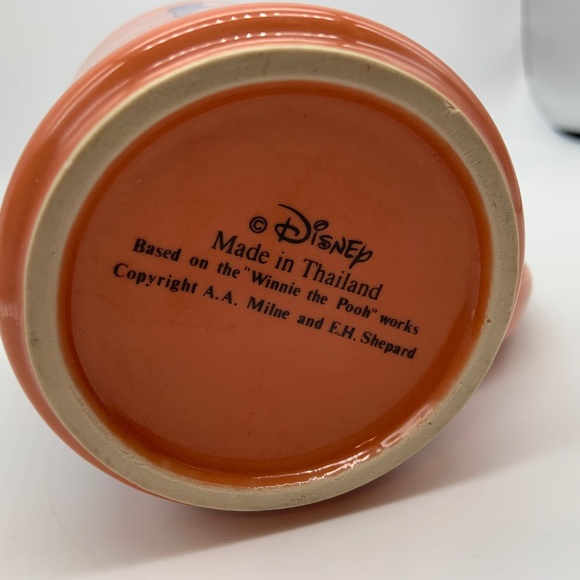 © Disney
Made in Thailand
Based on the "Winnie the Pooh" works
Copyright A.A. Milne and E.H. Shepard